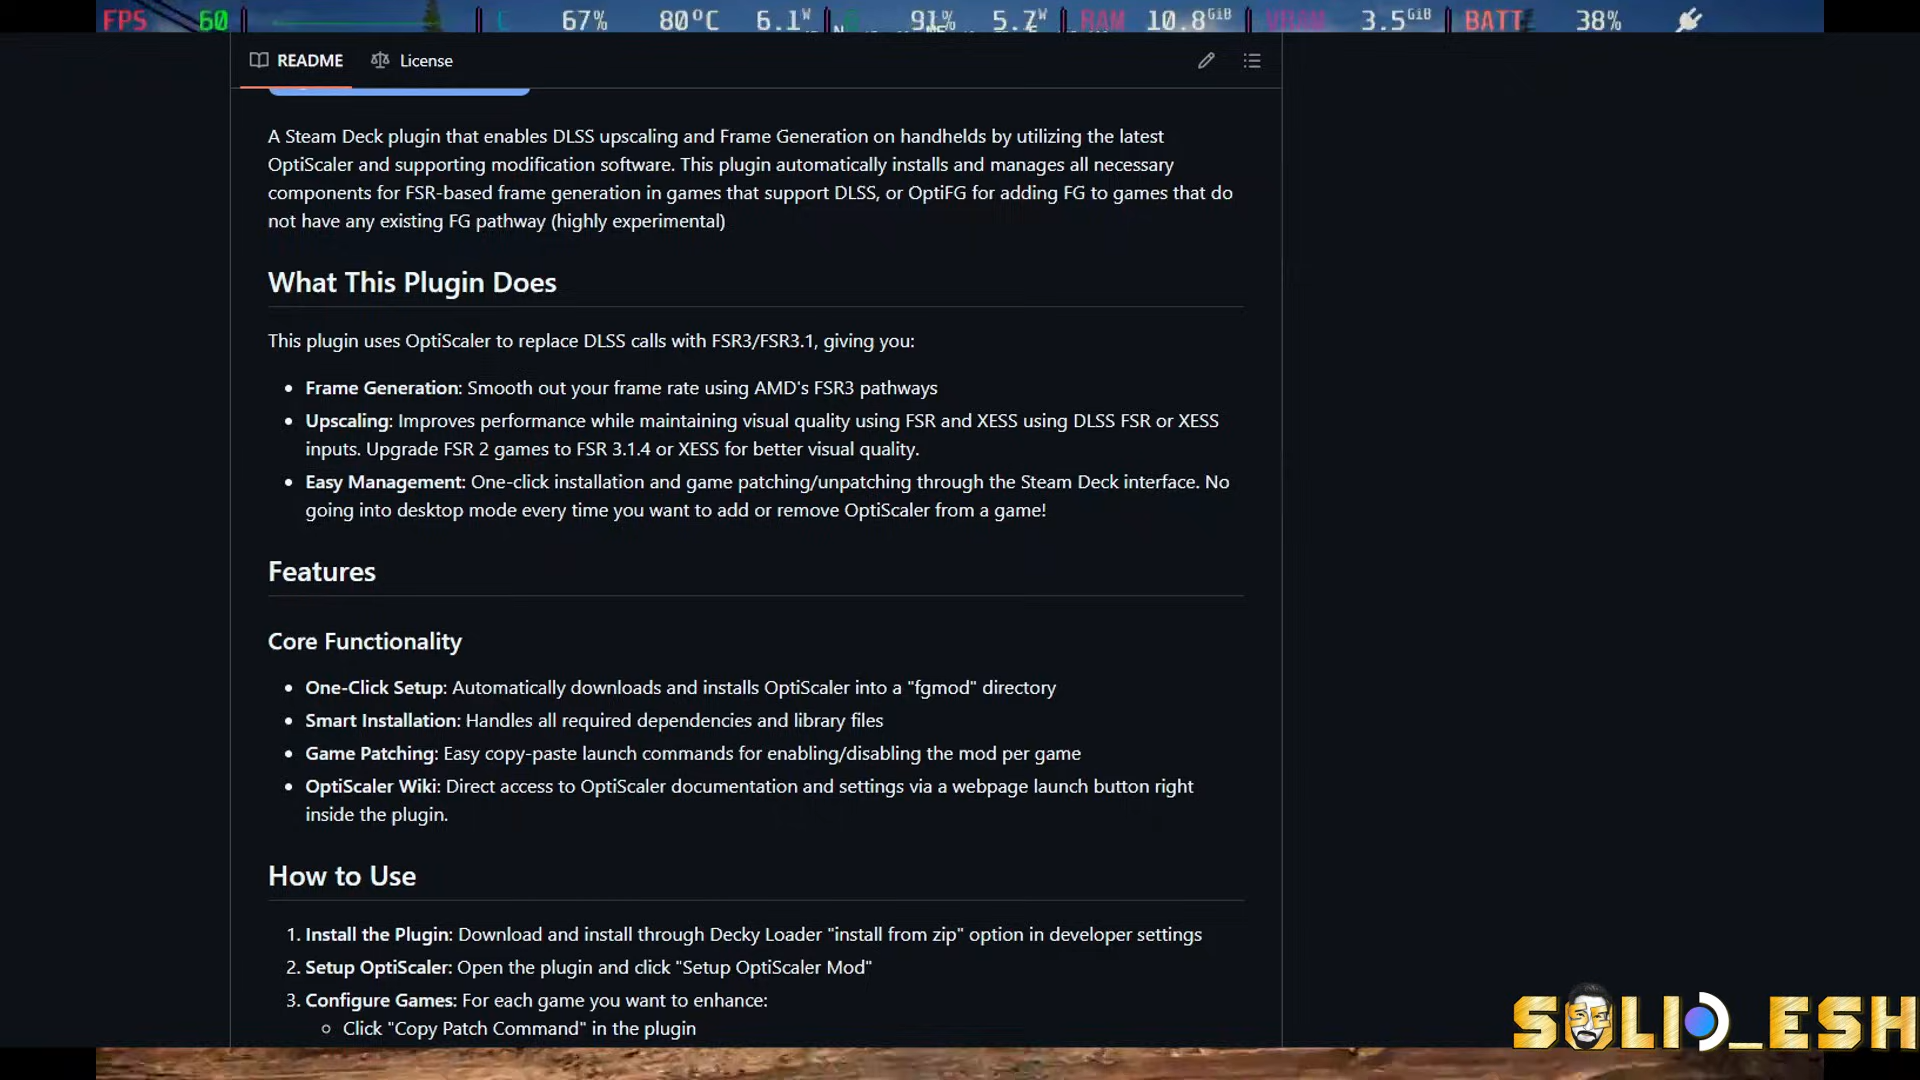 FPS 60 C 67% 80°C 6.1W 91% 5.7W RAM 10.8GiB VRAM 3.5GiB BATT 38%
README License
A Steam Deck plugin that enables DLSS upscaling and Frame Generation on handhelds by utilizing the latest
OptiScaler and supporting modification software. This plugin automatically installs and manages all necessary
components for FSR-based frame generation in games that support DLSS, or OptiFG for adding FG to games that do
not have any existing FG pathway (highly experimental)
What This Plugin Does
This plugin uses OptiScaler to replace DLSS calls with FSR3/FSR3.1, giving you:
• Frame Generation: Smooth out your frame rate using AMD's FSR3 pathways
• Upscaling: Improves performance while maintaining visual quality using FSR and XESS using DLSS FSR or XESS
inputs. Upgrade FSR 2 games to FSR 3.1.4 or XESS for better visual quality.
• Easy Management: One-click installation and game patching/unpatching through the Steam Deck interface. No
going into desktop mode every time you want to add or remove OptiScaler from a game!
Features
Core Functionality
• One-Click Setup: Automatically downloads and installs OptiScaler into a "fgmod" directory
• Smart Installation: Handles all required dependencies and library files
• Game Patching: Easy copy-paste launch commands for enabling/disabling the mod per game
• OptiScaler Wiki: Direct access to OptiScaler documentation and settings via a webpage launch button right
inside the plugin.
How to Use
1. Install the Plugin: Download and install through Decky Loader "install from zip" option in developer settings
2. Setup OptiScaler: Open the plugin and click "Setup OptiScaler Mod"
3. Configure Games: For each game you want to enhance:
○ Click "Copy Patch Command" in the plugin
SOLID_ESH